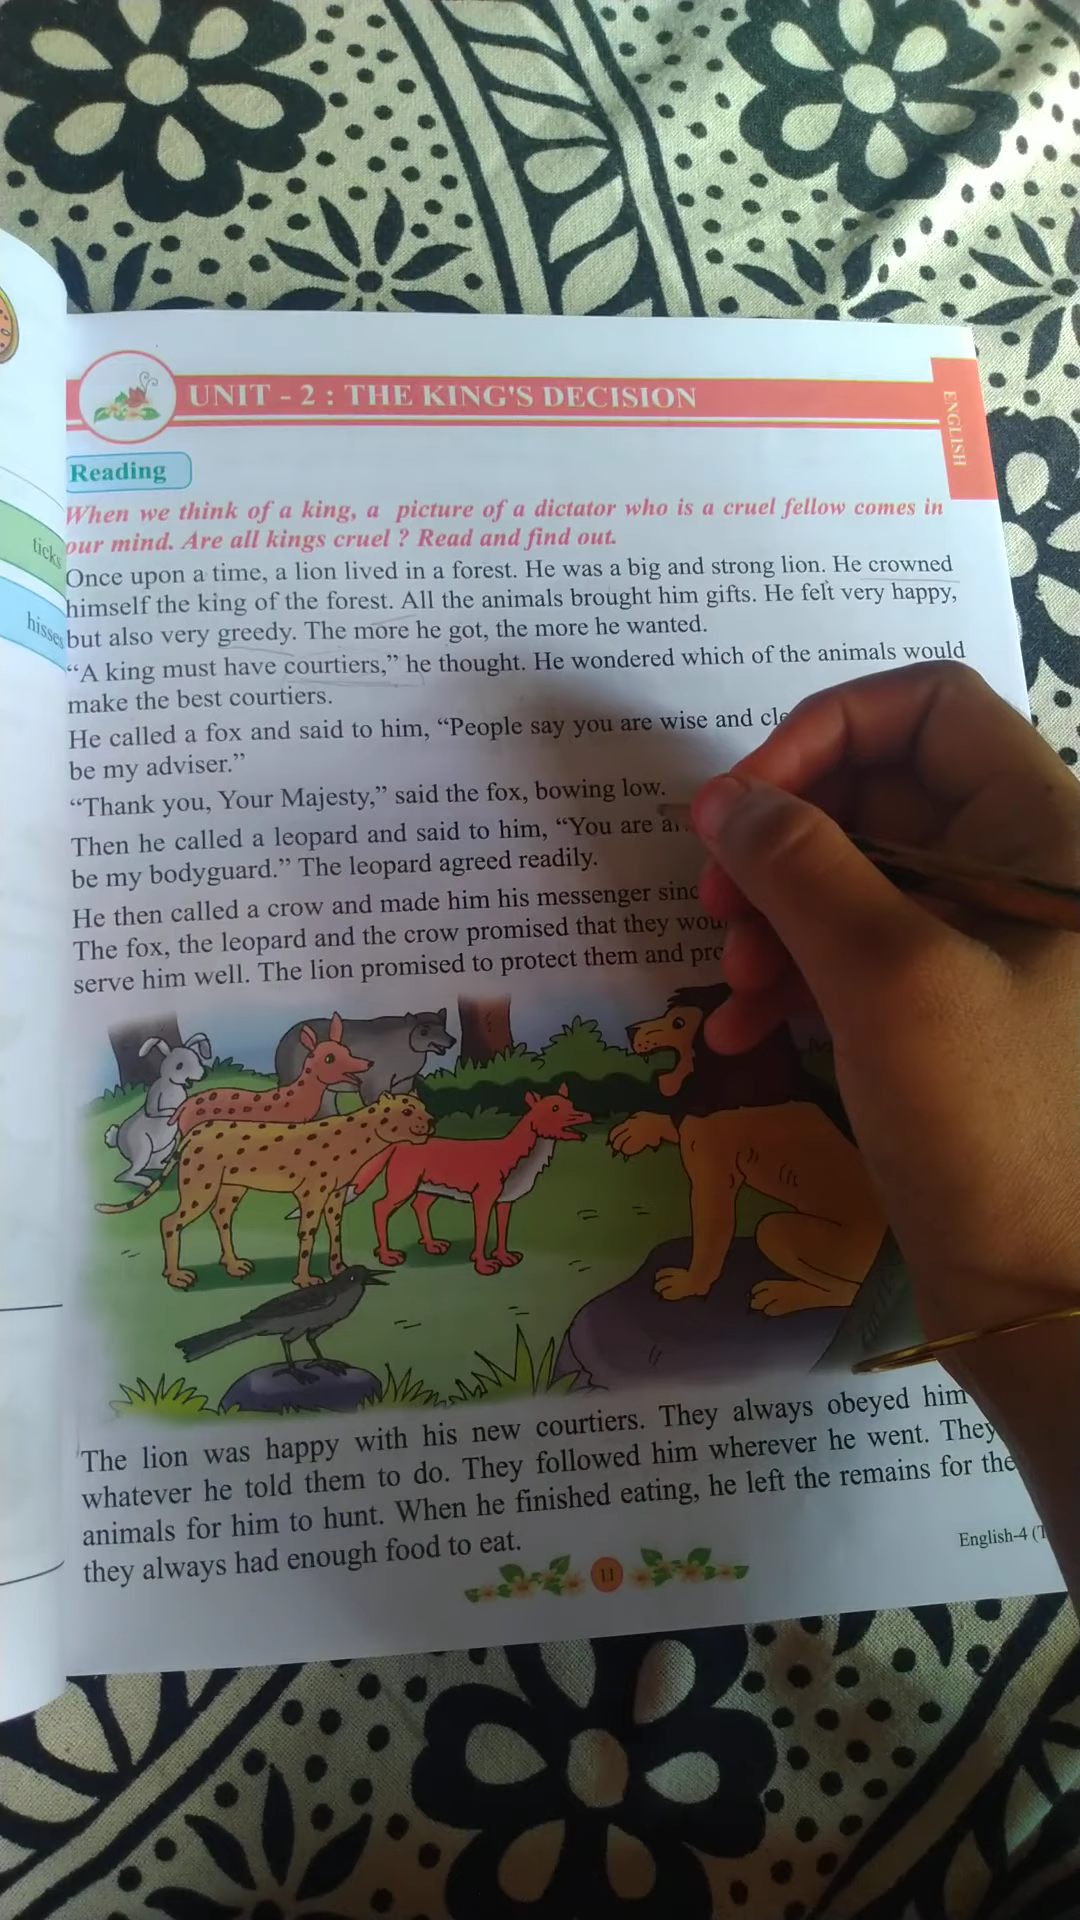 UNIT - 2 : THE KING'S DECISION
ENGLISH
Reading
When we think of a king, a picture of a dictator who is a cruel fellow comes in
our mind. Are all kings cruel ? Read and find out.
Once upon a time, a lion lived in a forest. He was a big and strong lion. He crowned
himself the king of the forest. All the animals brought him gifts. He felt very happy,
but also very greedy. The more he got, the more he wanted.
“A king must have courtiers,” he thought. He wondered which of the animals would
make the best courtiers.
He called a fox and said to him, “People say you are wise and
be my adviser.”
“Thank you, Your Majesty,” said the fox, bowing low.
Then he called a leopard and said to him, “You are
be my bodyguard.” The leopard agreed readily.
He then called a crow and made him his messenger
The fox, the leopard and the crow promised that they
serve him well. The lion promised to protect them and
The lion was happy with his new courtiers. They always obeyed him
whatever he told them to do. They followed him wherever he went. They
animals for him to hunt. When he finished eating, he left the remains for
they always had enough food to eat.
English-4
11
ticks
hisses